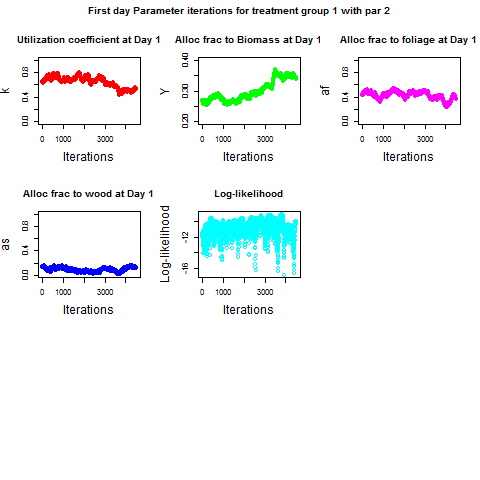 First day Parameter iterations for treatment group 1 with par 2
Utilization coefficient at Day 1
k
0.0 0.4 0.8
0 1000 3000
Iterations
Alloc frac to Biomass at Day 1
Y
0.20 0.30 0.40
0 1000 3000
Iterations
Alloc frac to foliage at Day 1
af
0.0 0.4 0.8
0 1000 3000
Iterations
Alloc frac to wood at Day 1
as
0.0 0.4 0.8
0 1000 3000
Iterations
Log-likelihood
Log-likelihood
-16 -12
0 1000 3000
Iterations